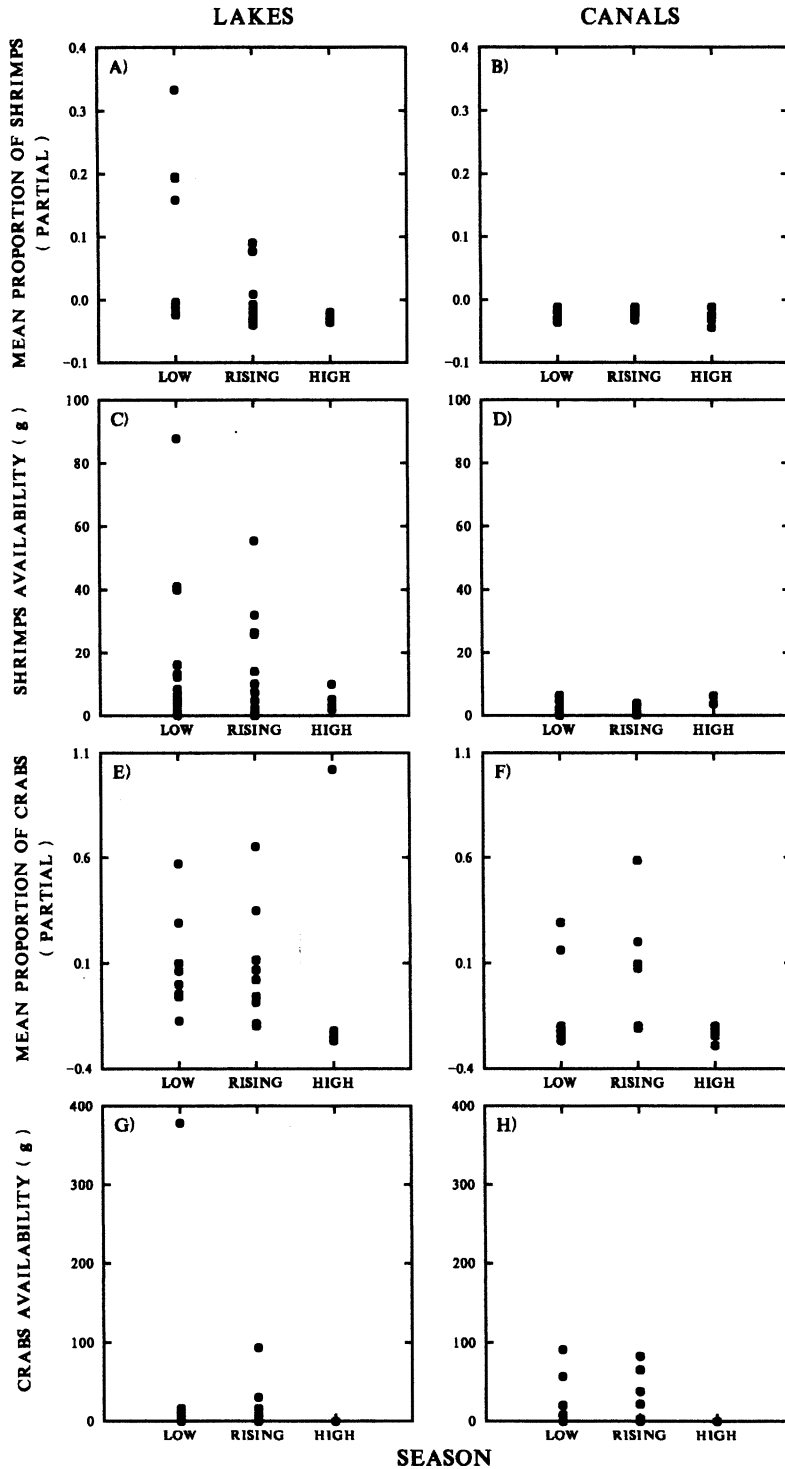 LAKES
CANALS
MEAN PROPORTION OF SHRIMPS
( PARTIAL )
A)
0.4
0.3
0.2
0.1
0.0
−0.1
LOW RISING HIGH
B)
0.4
0.3
0.2
0.1
0.0
−0.1
LOW RISING HIGH
SHRIMPS AVAILABILITY ( g )
C)
100
80
60
40
20
0
LOW RISING HIGH
D)
100
80
60
40
20
0
LOW RISING HIGH
MEAN PROPORTION OF CRABS
( PARTIAL )
E)
1.1
0.6
0.1
−0.4
LOW RISING HIGH
F)
1.1
0.6
0.1
−0.4
LOW RISING HIGH
CRABS AVAILABILITY ( g )
G)
400
300
200
100
0
LOW RISING HIGH
H)
400
300
200
100
0
LOW RISING HIGH
SEASON